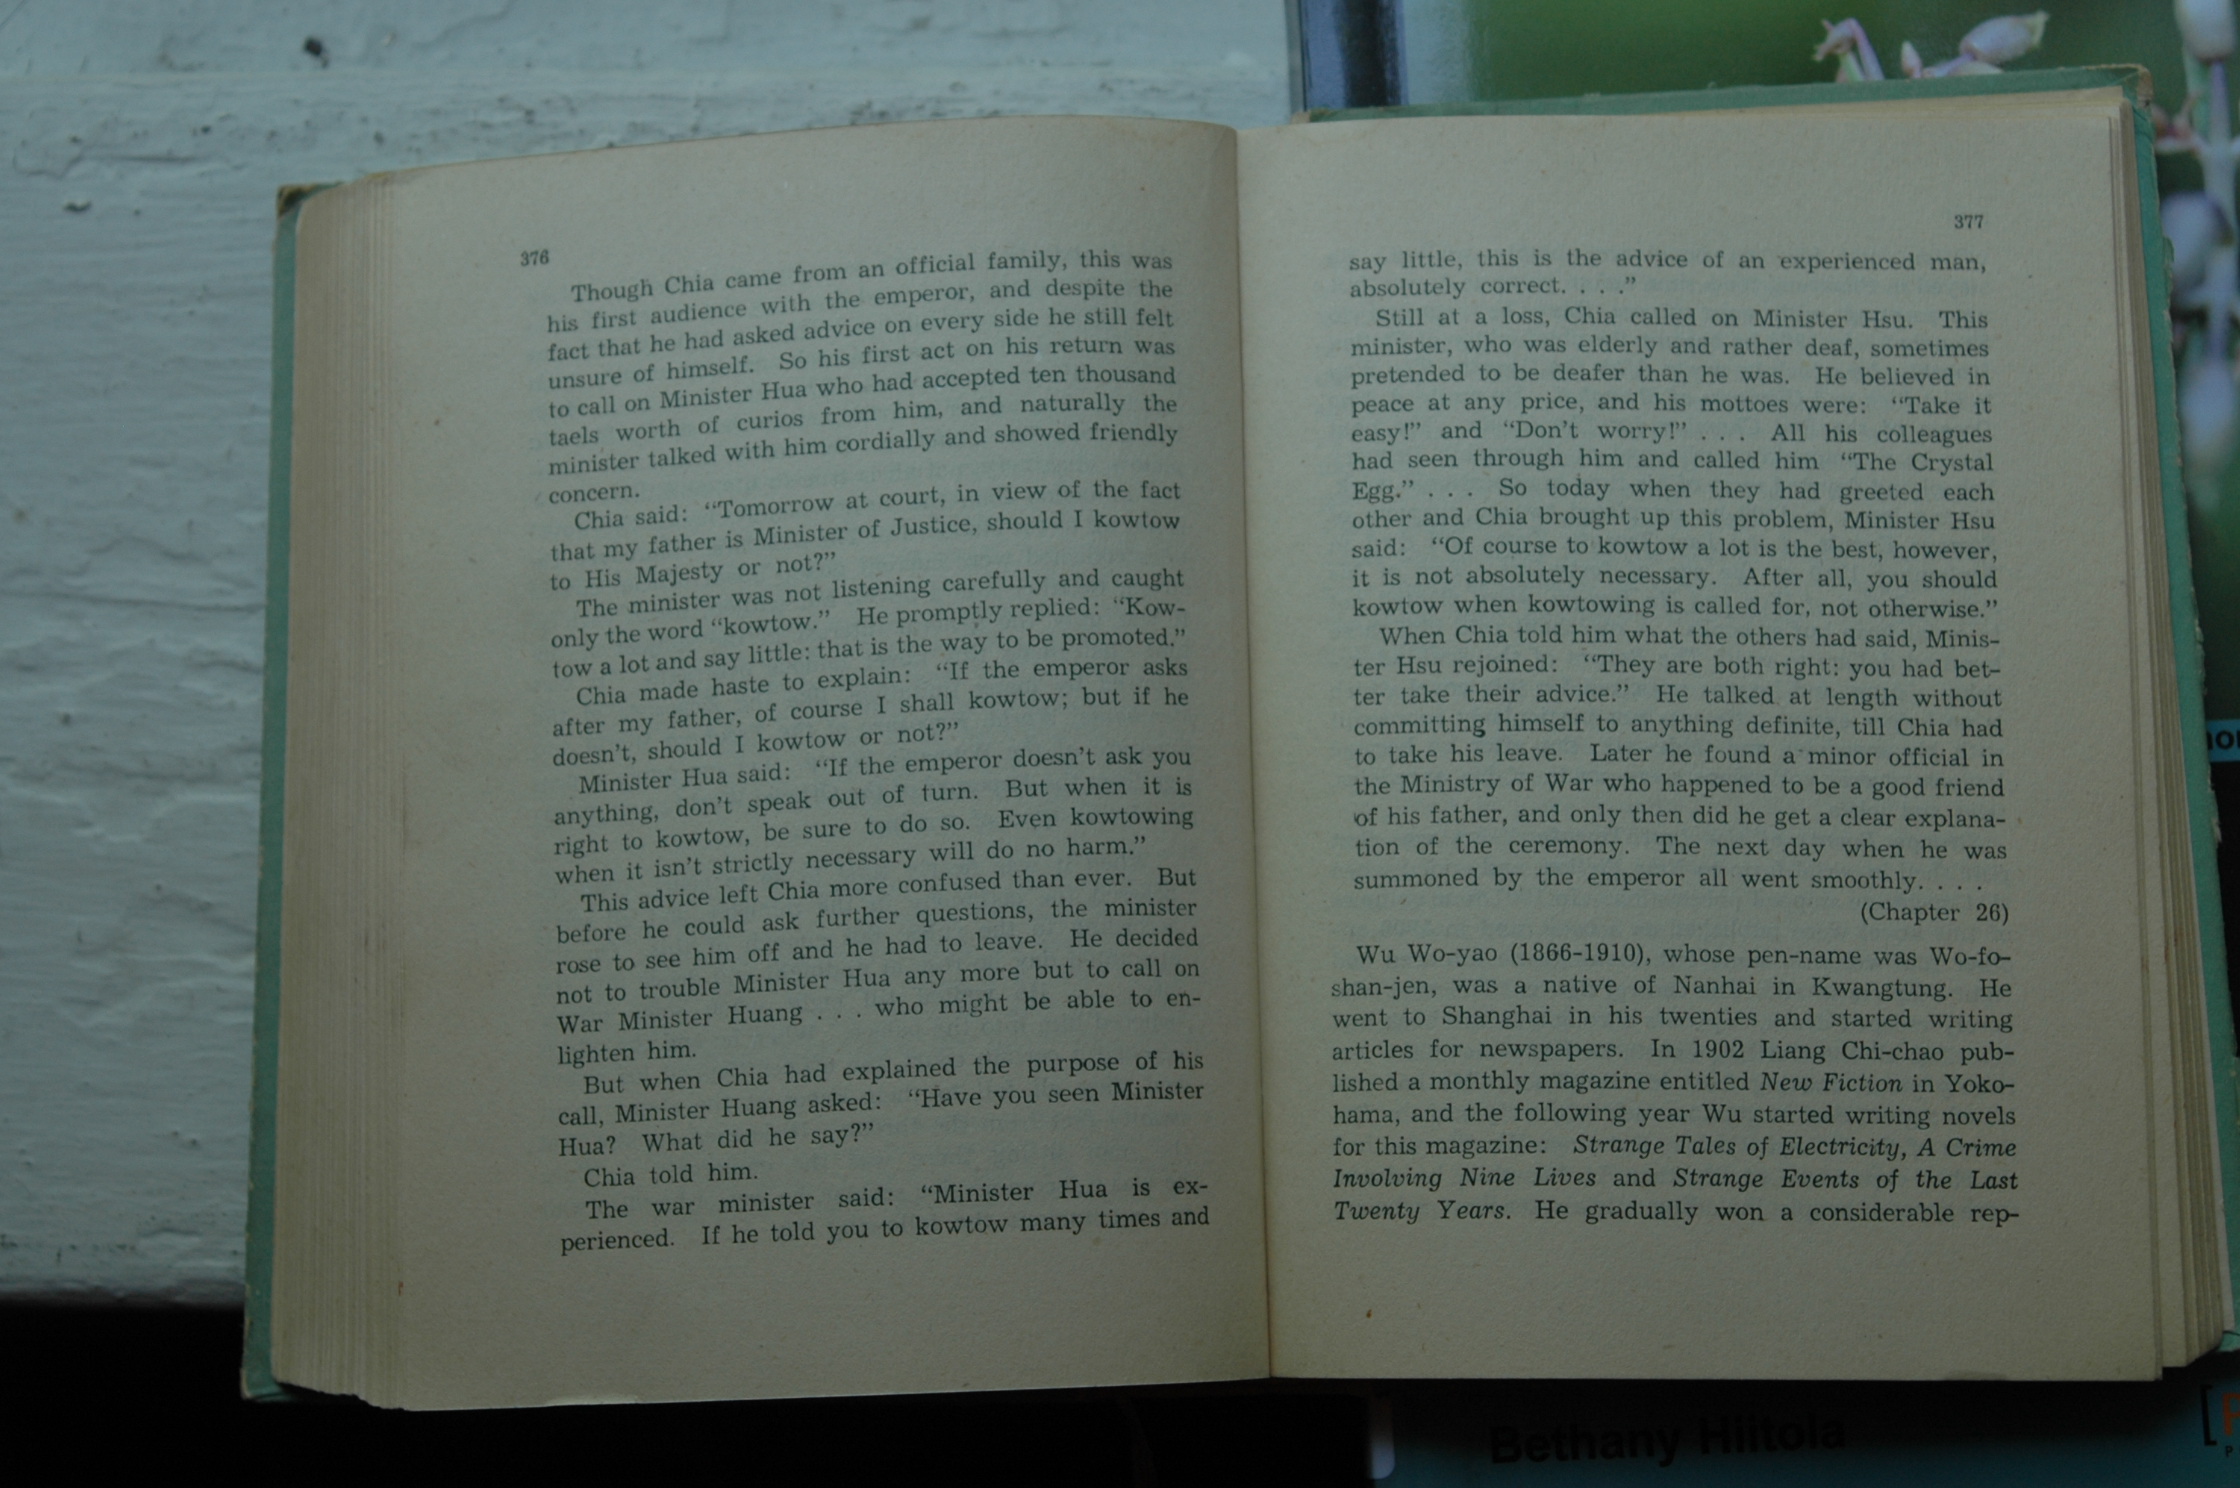 376
Though Chia came from an official family, this was
his first audience with the emperor, and despite the
fact that he had asked advice on every side he still felt
unsure of himself. So his first act on his return was
to call on Minister Hua who had accepted ten thousand
taels worth of curios from him, and naturally the
minister talked with him cordially and showed friendly
concern.
Chia said: “Tomorrow at court, in view of the fact
that my father is Minister of Justice, should I kowtow
to His Majesty or not?”
The minister was not listening carefully and caught
only the word “kowtow.” He promptly replied: “Kow-
tow a lot and say little: that is the way to be promoted.”
Chia made haste to explain: “If the emperor asks
after my father, of course I shall kowtow; but if he
doesn’t, should I kowtow or not?”
Minister Hua said: “If the emperor doesn’t ask you
anything, don’t speak out of turn. But when it is
right to kowtow, be sure to do so. Even kowtowing
when it isn’t strictly necessary will do no harm.”
This advice left Chia more confused than ever. But
before he could ask further questions, the minister
rose to see him off and he had to leave. He decided
not to trouble Minister Hua any more but to call on
War Minister Huang . . . who might be able to en-
lighten him.
But when Chia had explained the purpose of his
call, Minister Huang asked: “Have you seen Minister
Hua? What did he say?”
Chia told him.
The war minister said: “Minister Hua is ex-
perienced. If he told you to kowtow many times and
377
say little, this is the advice of an experienced man,
absolutely correct. . . .”
Still at a loss, Chia called on Minister Hsu. This
minister, who was elderly and rather deaf, sometimes
pretended to be deafer than he was. He believed in
peace at any price, and his mottoes were: “Take it
easy!” and “Don’t worry!” . . . All his colleagues
had seen through him and called him “The Crystal
Egg.” . . . So today when they had greeted each
other and Chia brought up this problem, Minister Hsu
said: “Of course to kowtow a lot is the best, however,
it is not absolutely necessary. After all, you should
kowtow when kowtowing is called for, not otherwise.”
When Chia told him what the others had said, Minis-
ter Hsu rejoined: “They are both right: you had bet-
ter take their advice.” He talked at length without
committing himself to anything definite, till Chia had
to take his leave. Later he found a minor official in
the Ministry of War who happened to be a good friend
of his father, and only then did he get a clear explana-
tion of the ceremony. The next day when he was
summoned by the emperor all went smoothly. . . .
(Chapter 26)
Wu Wo-yao (1866-1910), whose pen-name was Wo-fo-
shan-jen, was a native of Nanhai in Kwangtung. He
went to Shanghai in his twenties and started writing
articles for newspapers. In 1902 Liang Chi-chao pub-
lished a monthly magazine entitled New Fiction in Yoko-
hama, and the following year Wu started writing novels
for this magazine: Strange Tales of Electricity, A Crime
Involving Nine Lives and Strange Events of the Last
Twenty Years. He gradually won a considerable rep-
Bethany Hiitola